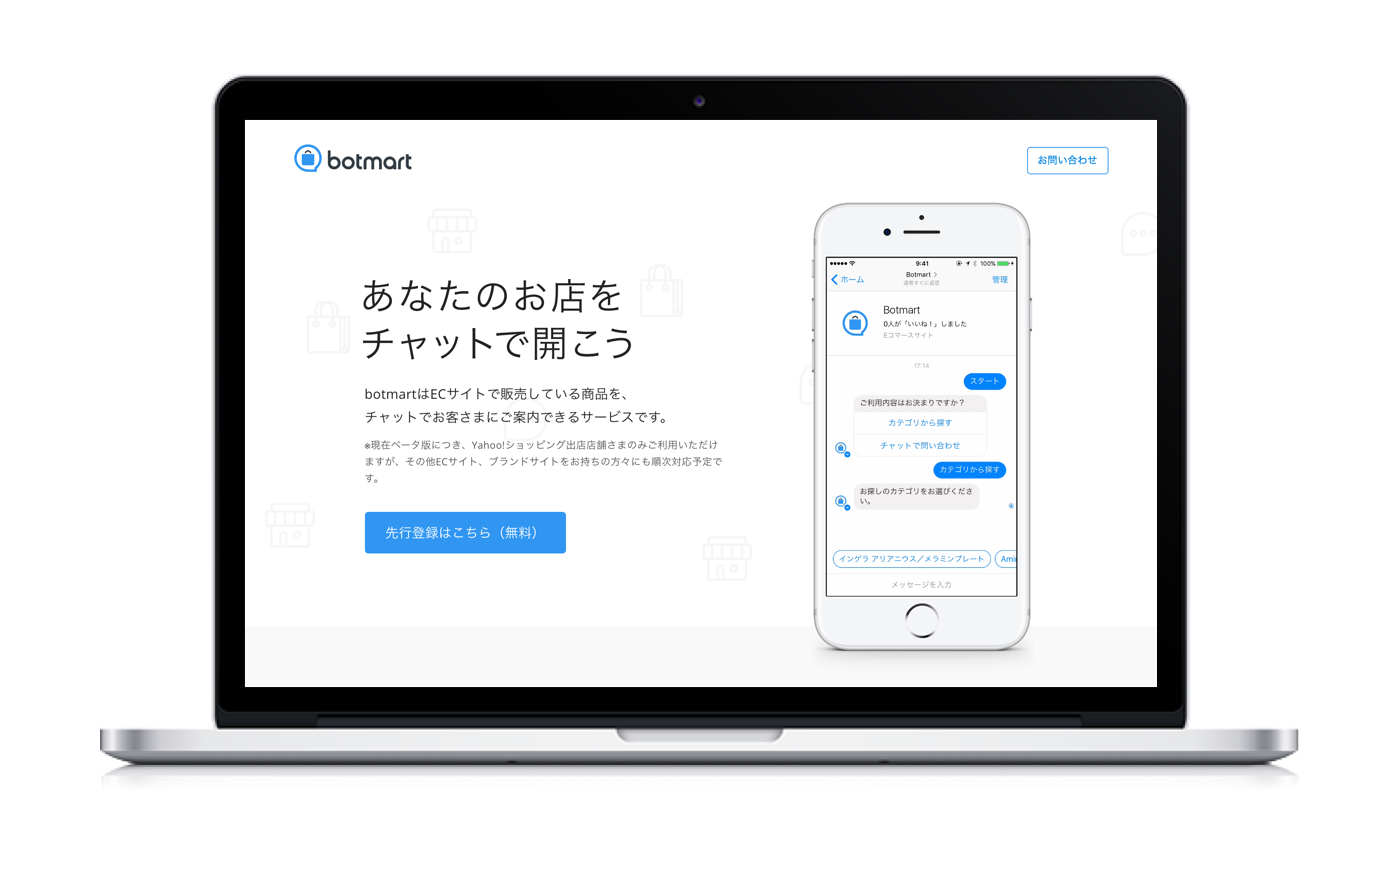 botmart
お問い合わせ
あなたのお店を
チャットで開こう
botmartはECサイトで販売している商品を、
チャットでお客さまにご案内できるサービスです。
※現在ベータ版につき、Yahoo!ショッピング出店店舗さまのみご利用いただけ
ますが、その他ECサイト、ブランドサイトをお持ちの方々にも順次対応予定で
す。
先行登録はこちら（無料）
9:41
100%
ホーム
Botmart
通常すぐに返信
管理
Botmart
0人が「いいね！」しました
Eコマースサイト
17:14
スタート
ご利用内容はお決まりですか？
カテゴリから探す
チャットで問い合わせ
カテゴリから探す
お探しのカテゴリをお選びくださ
い。
インゲラ アリアニウス／メラミンプレート
メッセージを入力